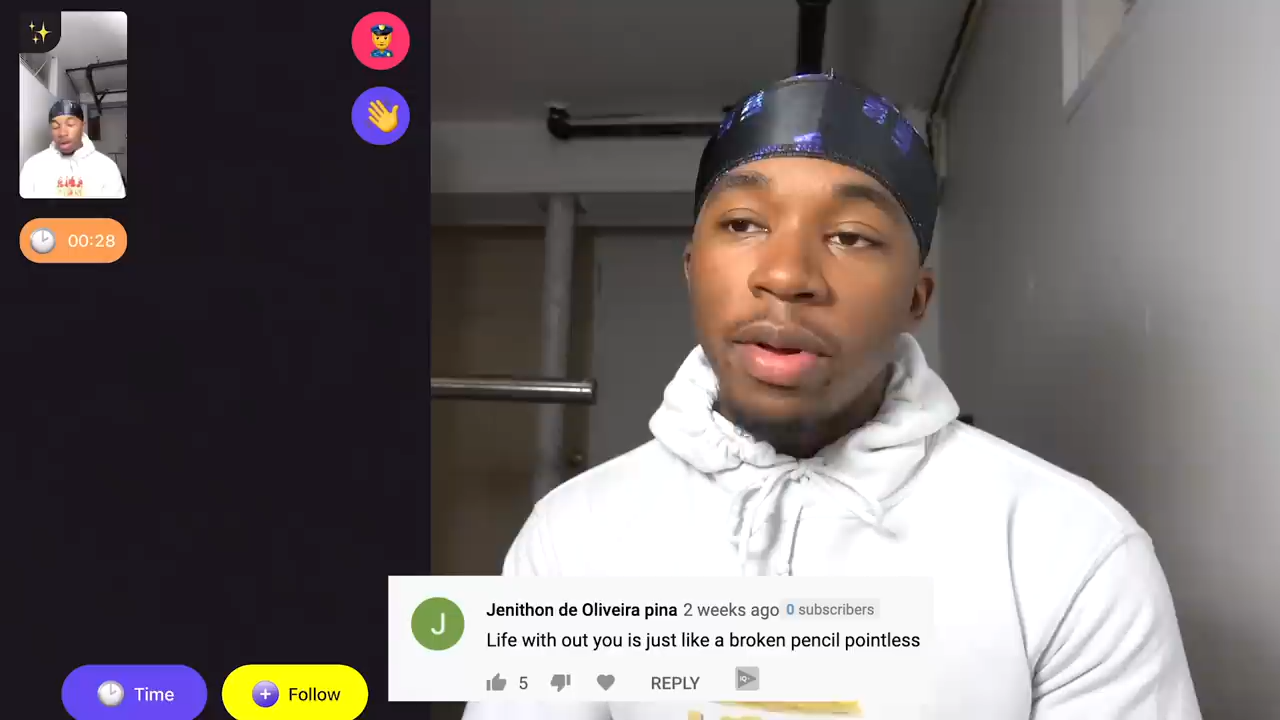 00:28
Jenithon de Oliveira pina 2 weeks ago 0 subscribers
Life with out you is just like a broken pencil pointless
5 REPLY
Time
Follow